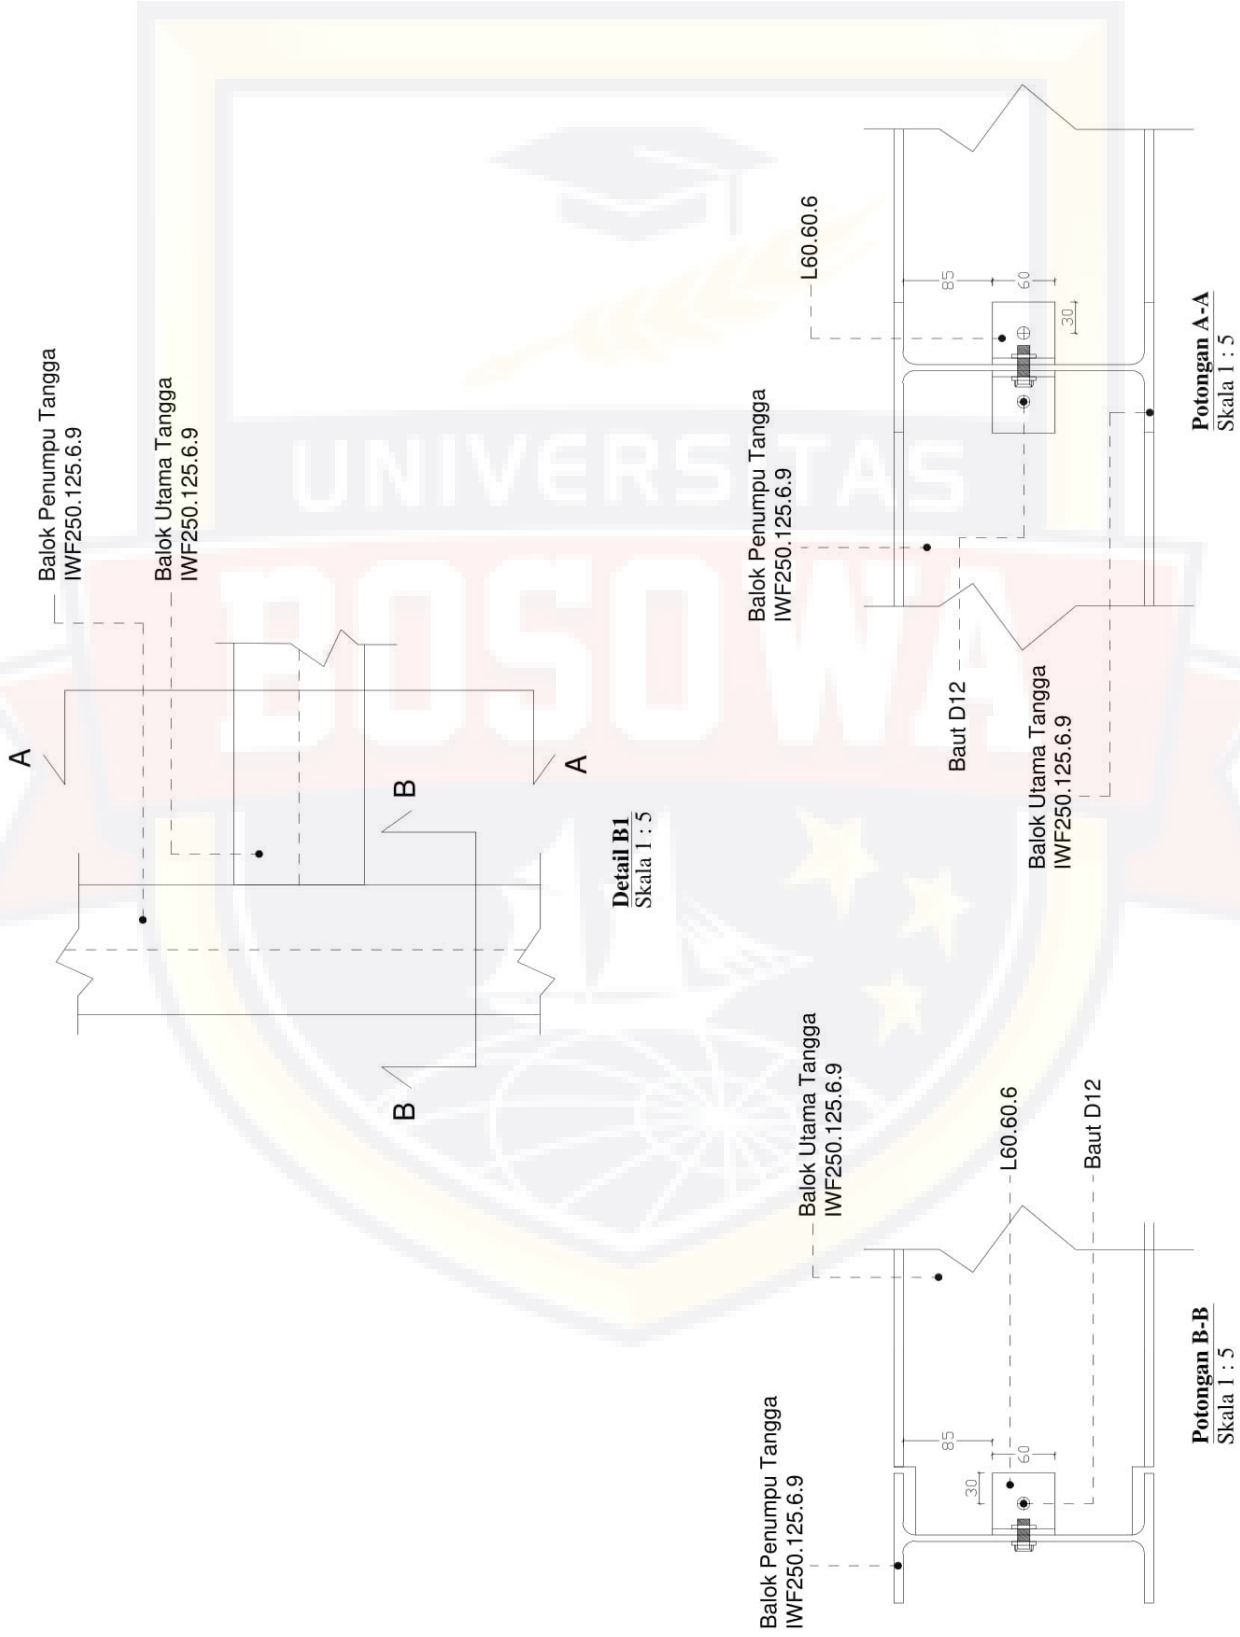 Balok Penumpu Tangga
IWF250.125.6.9
Balok Utama Tangga
IWF250.125.6.9
A
A
B
B
Detail B1
Skala 1 : 5
Balok Penumpu Tangga
IWF250.125.6.9
Balok Utama Tangga
IWF250.125.6.9
L60.60.6
Baut D12
85
60
30
Potongan B-B
Skala 1 : 5
Balok Penumpu Tangga
IWF250.125.6.9
L60.60.6
Baut D12
Balok Utama Tangga
IWF250.125.6.9
85
60
30
Potongan A-A
Skala 1 : 5
UNIVERSITAS
BOSOWA